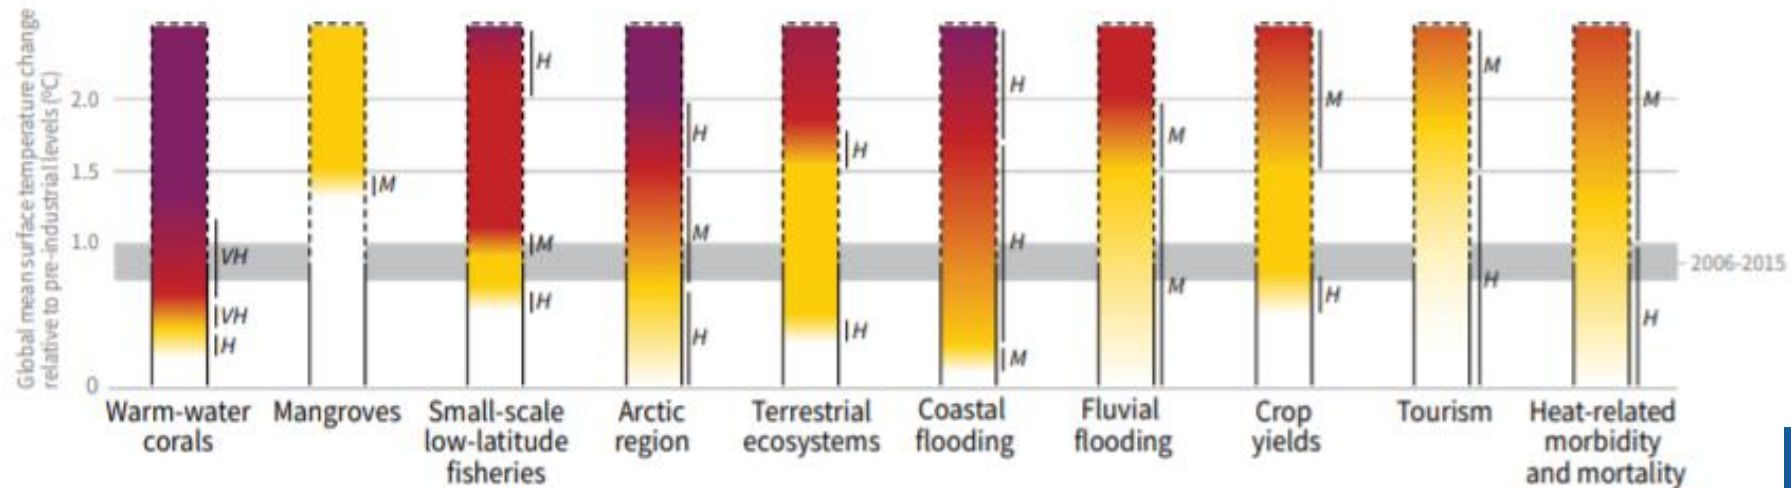 Global mean surface temperature change
relative to pre-industrial levels (ºC)
2.0
1.5
1.0
0
VH
VH
H
M
H
M
H
H
M
H
H
H
H
H
M
M
M
M
H
M
H
M
H
2006-2015
Warm-water
corals
Mangroves
Small-scale
low-latitude
fisheries
Arctic
region
Terrestrial
ecosystems
Coastal
flooding
Fluvial
flooding
Crop
yields
Tourism
Heat-related
morbidity
and mortality